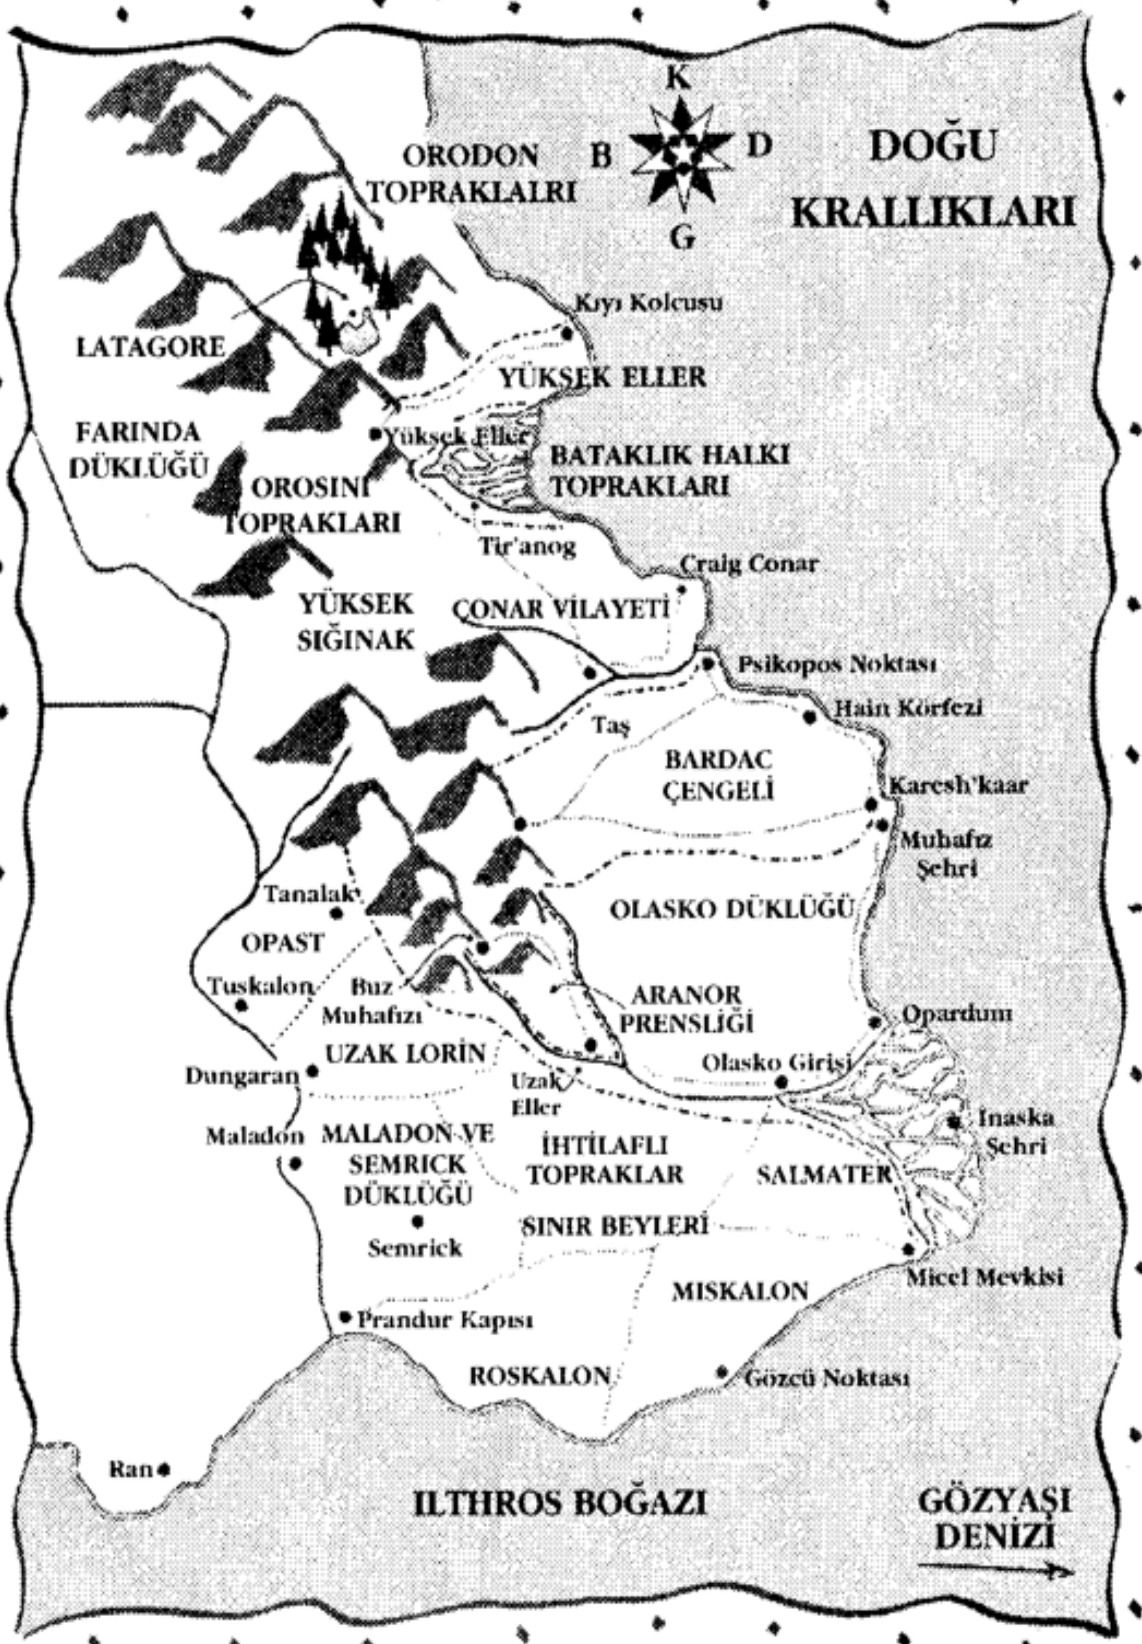 K
B
D
G
DOĞU
KRALLIKLARI
ORODON
TOPRAKLALRI
Kıyı Kolcusu
LATAGORE
YÜKSEK ELLER
FARINDA
DÜKLÜĞÜ
Yüksek Eller
BATAKLIK HALKI
TOPRAKLARI
OROSINI
TOPRAKLARI
Tir'anog
Craig Conar
YÜKSEK
SIĞINAK
CONAR VİLAYETİ
Psikopos Noktası
Hain Körfezi
Taş
BARDAC
ÇENGELİ
Karesh'kaar
Muhafız
Şehri
Tanalak
OLASKO DÜKLÜĞÜ
OPAST
Tuskalon
Buz
Muhafızı
ARANOR
PRENSLİĞİ
Opardum
UZAK LORİN
Olasko Girişi
Dungaran
Uzak
Eller
Inaska
Şehri
Maladon
MALADON VE
SEMRICK
DÜKLÜĞÜ
İHTİLAFLI
TOPRAKLAR
SALMATER
SINIR BEYLERİ
Semrick
Micel Mevkisi
MISKALON
Prandur Kapısı
ROSKALON
Gözcü Noktası
Ran
ILTHROS BOĞAZI
GÖZYAŞI
DENİZİ